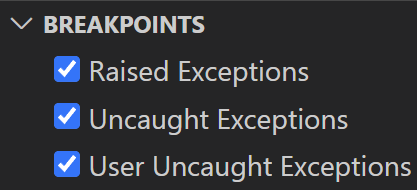 BREAKPOINTS
Raised Exceptions
Uncaught Exceptions
User Uncaught Exceptions